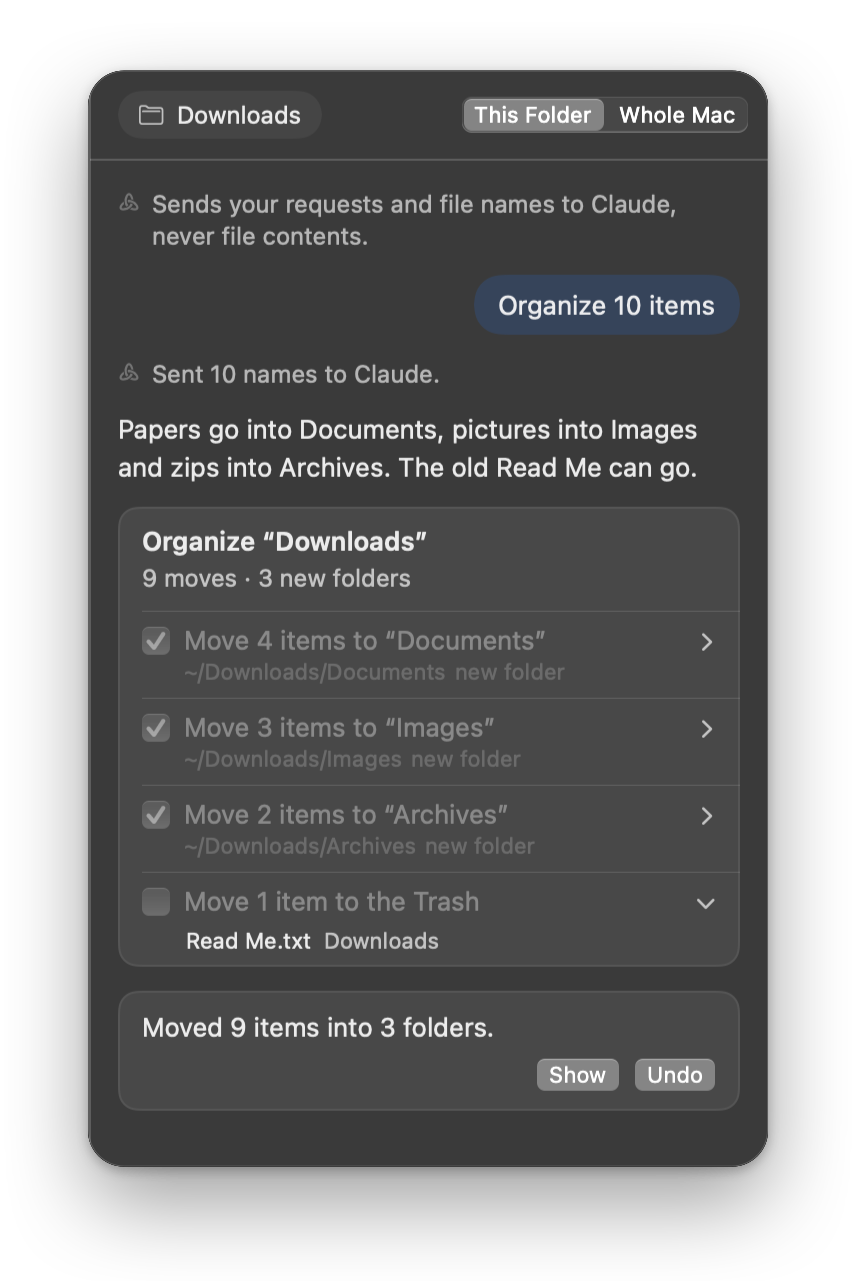 Downloads
This Folder
Whole Mac
Sends your requests and file names to Claude,
never file contents.
Organize 10 items
Sent 10 names to Claude.
Papers go into Documents, pictures into Images
and zips into Archives. The old Read Me can go.
Organize “Downloads”
9 moves · 3 new folders
Move 4 items to “Documents”
~/Downloads/Documents new folder
Move 3 items to “Images”
~/Downloads/Images new folder
Move 2 items to “Archives”
~/Downloads/Archives new folder
Move 1 item to the Trash
Read Me.txt Downloads
Moved 9 items into 3 folders.
Show
Undo